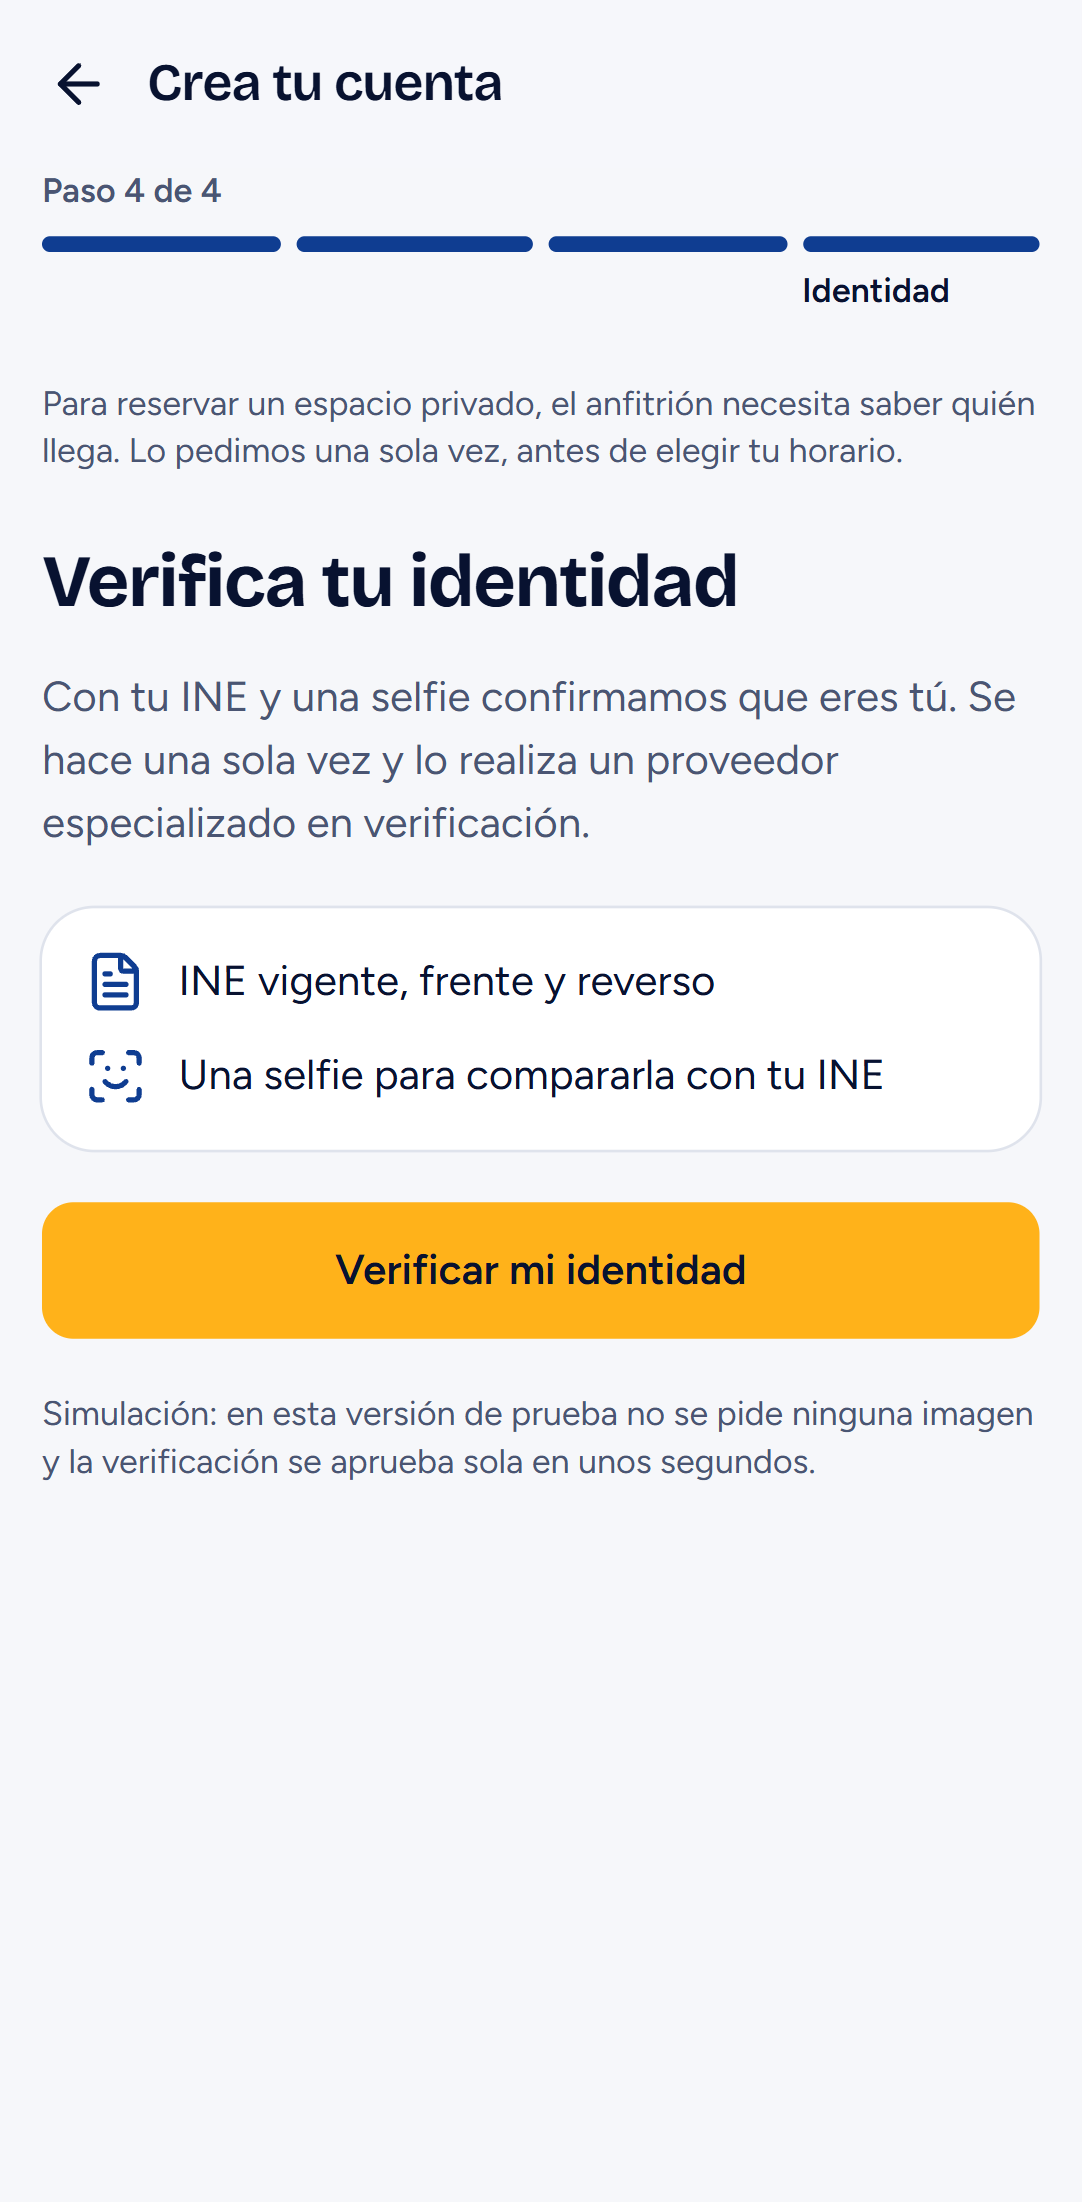 Crea tu cuenta
Paso 4 de 4
Identidad
Para reservar un espacio privado, el anfitrión necesita saber quién
llega. Lo pedimos una sola vez, antes de elegir tu horario.
Verifica tu identidad
Con tu INE y una selfie confirmamos que eres tú. Se
hace una sola vez y lo realiza un proveedor
especializado en verificación.
INE vigente, frente y reverso
Una selfie para compararla con tu INE
Verificar mi identidad
Simulación: en esta versión de prueba no se pide ninguna imagen
y la verificación se aprueba sola en unos segundos.